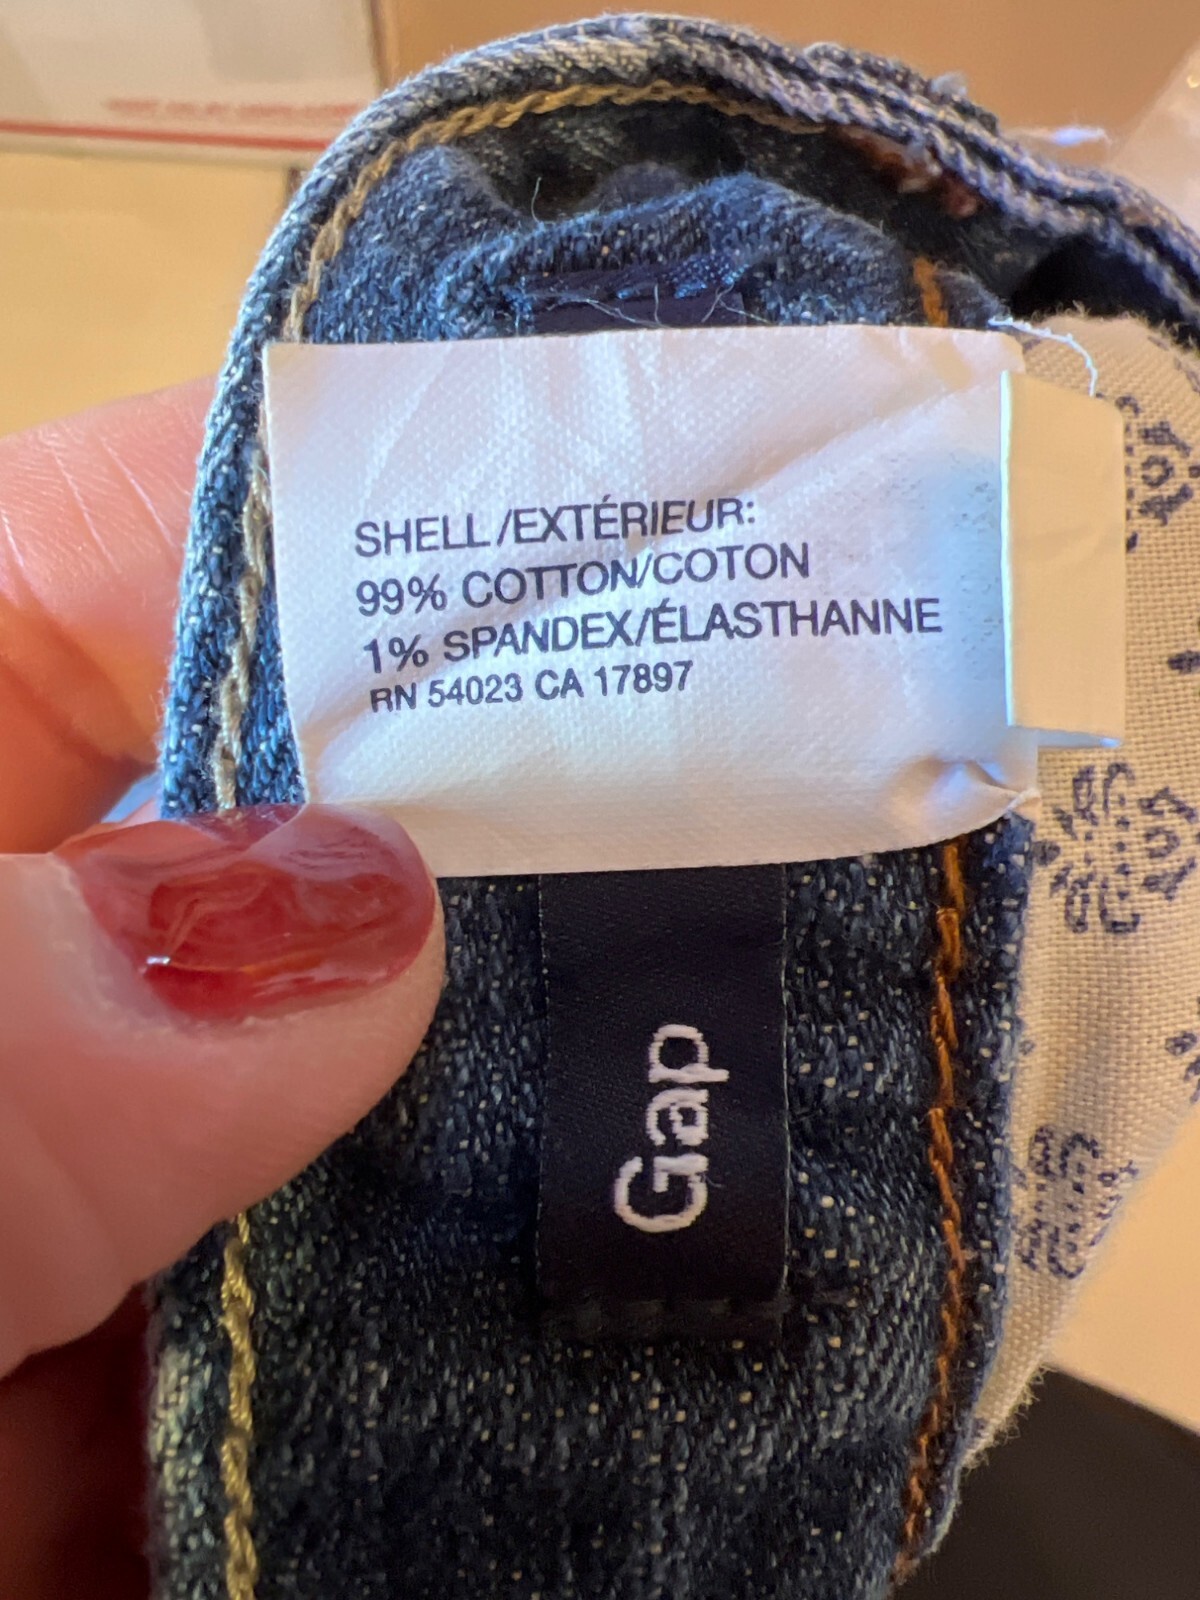 SHELL/EXTÉRIEUR:
99% COTTON/COTON
1% SPANDEX/ÉLASTHANNE
RN 54023 CA 17897
Gap